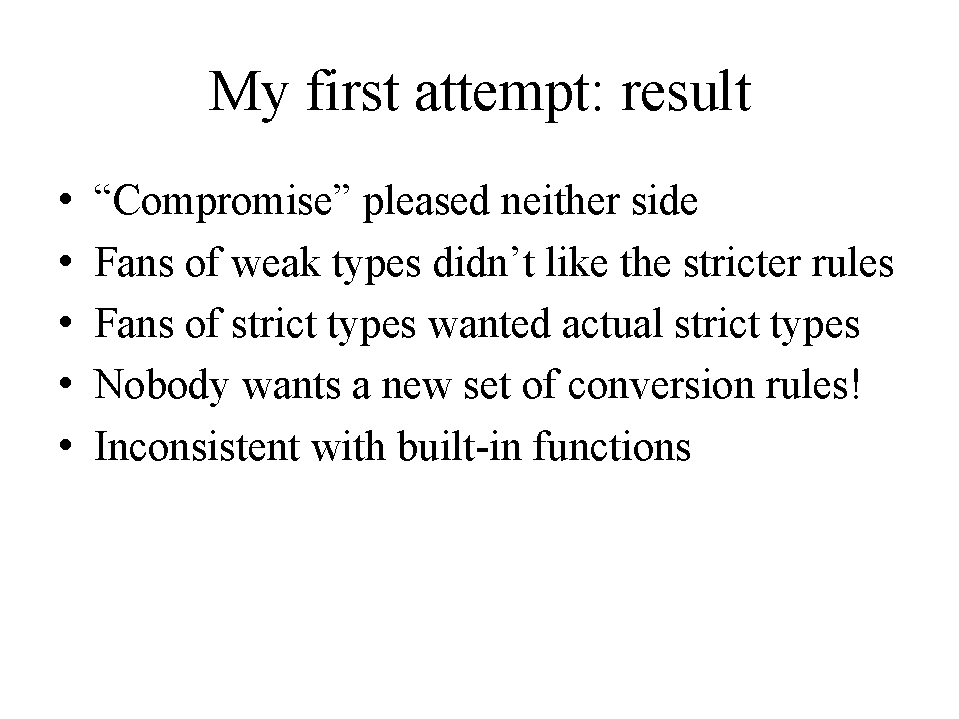 My first attempt: result
• “Compromise” pleased neither side
• Fans of weak types didn’t like the stricter rules
• Fans of strict types wanted actual strict types
• Nobody wants a new set of conversion rules!
• Inconsistent with built-in functions